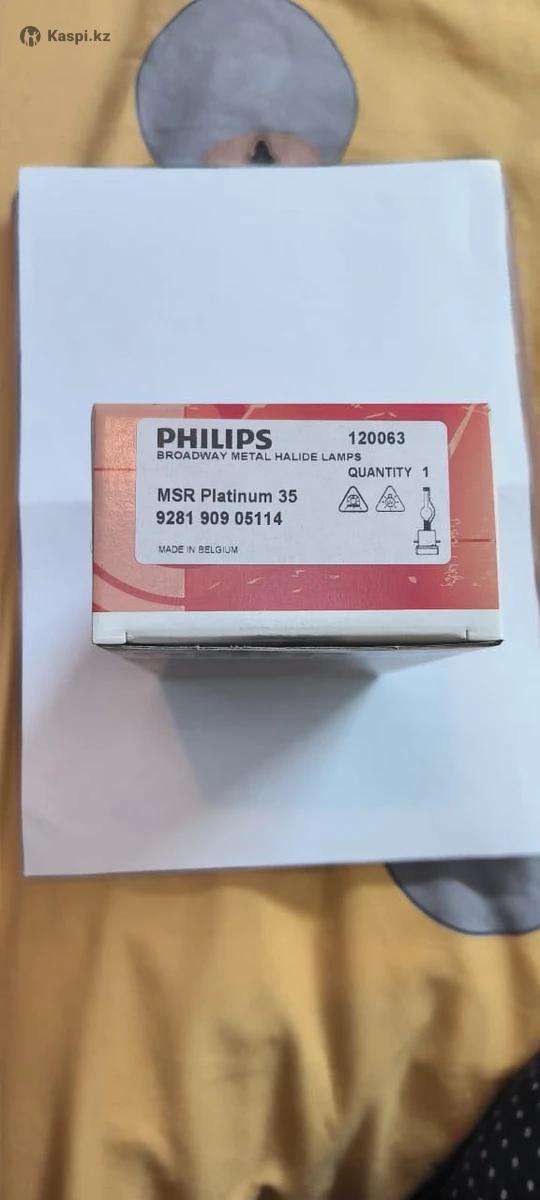 Kaspi.kz
PHILIPS 120063
BROADWAY METAL HALIDE LAMPS
QUANTITY 1
MSR Platinum 35
9281 909 05114
MADE IN BELGIUM